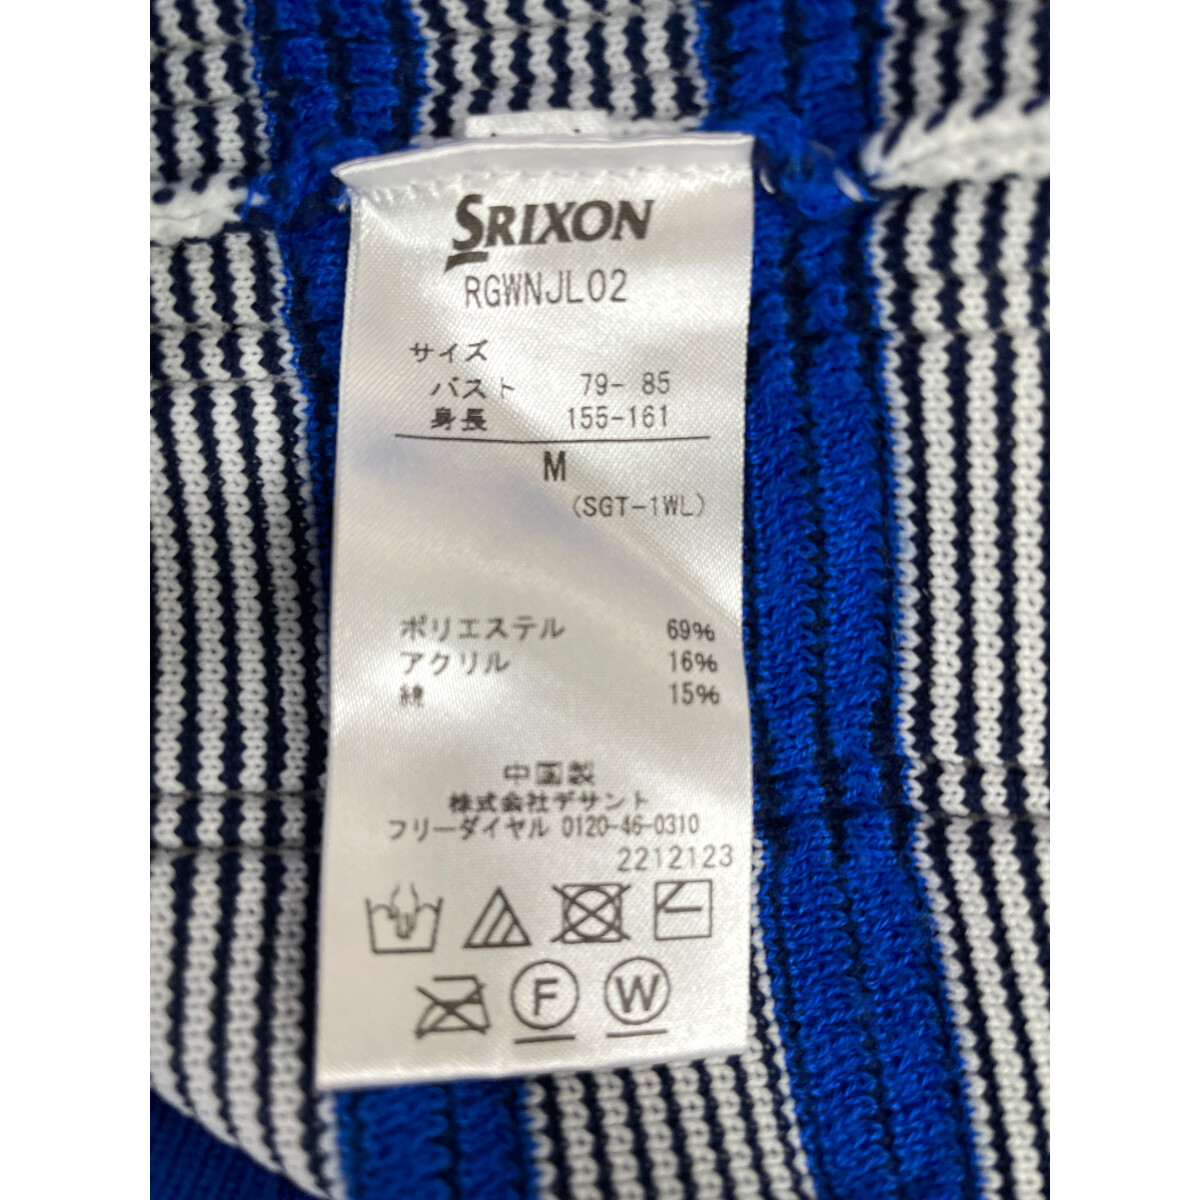 SRIXON
RGWNJL02
サイズ
バスト 79- 85
身長 155-161
M
(SGT-1WL)
ポリエステル 69%
アクリル 16%
綿 15%
中国製
株式会社デサント
フリーダイヤル 0120-46-0310
2212123
F W